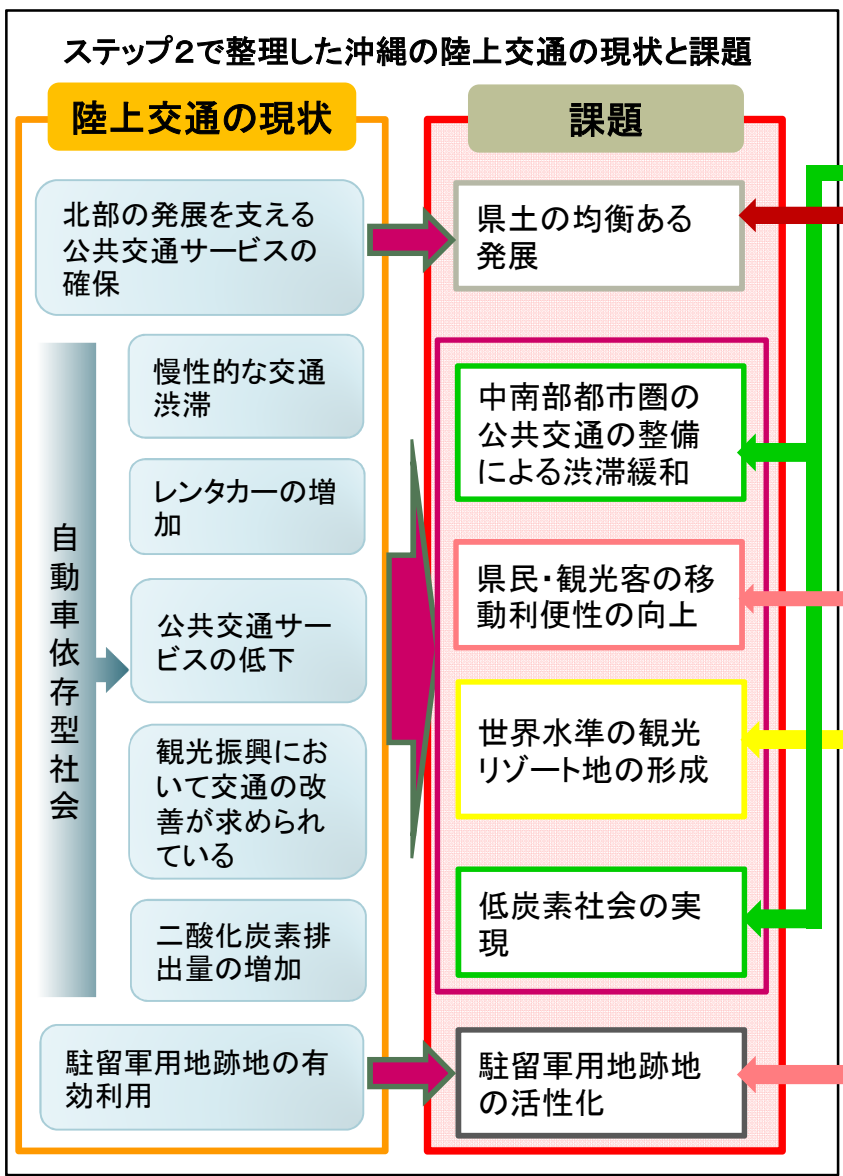 ステップ2で整理した沖縄の陸上交通の現状と課題
陸上交通の現状
北部の発展を支える
公共交通サービスの
確保
自動車依存型社会
慢性的な交通
渋滞
レンタカーの増
加
公共交通サー
ビスの低下
観光振興にお
いて交通の改
善が求められ
ている
二酸化炭素排
出量の増加
駐留軍用地跡地の有
効利用
課題
県土の均衡ある
発展
中南部都市圏の
公共交通の整備
による渋滞緩和
県民・観光客の移
動利便性の向上
世界水準の観光
リゾート地の形成
低炭素社会の実
現
駐留軍用地跡地
の活性化